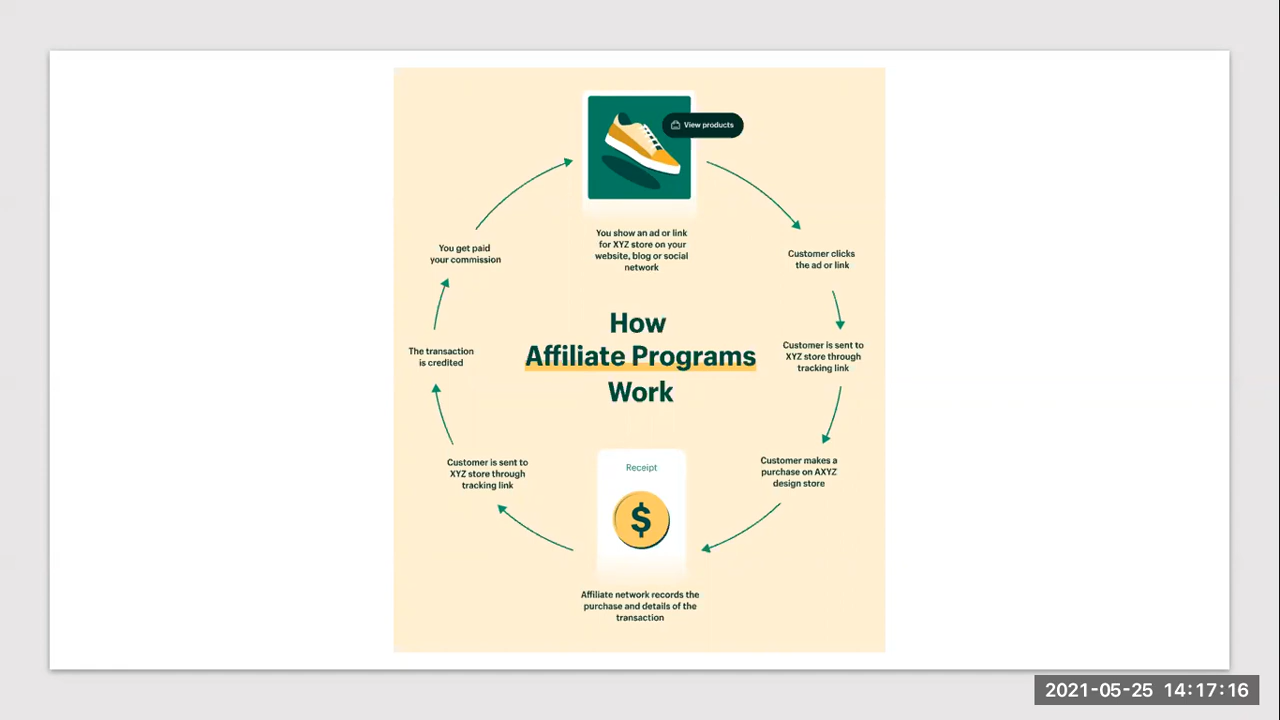 View products
You show an ad or link
for XYZ store on your
website, blog or social
network
Customer clicks
the ad or link
Customer is sent to
XYZ store through
tracking link
Customer makes a
purchase on AXYZ
design store
Receipt
$
Affiliate network records the
purchase and details of the
transaction
Customer is sent to
XYZ store through
tracking link
The transaction
is credited
You get paid
your commission
How
Affiliate Programs
Work
2021-05-25 14:17:16